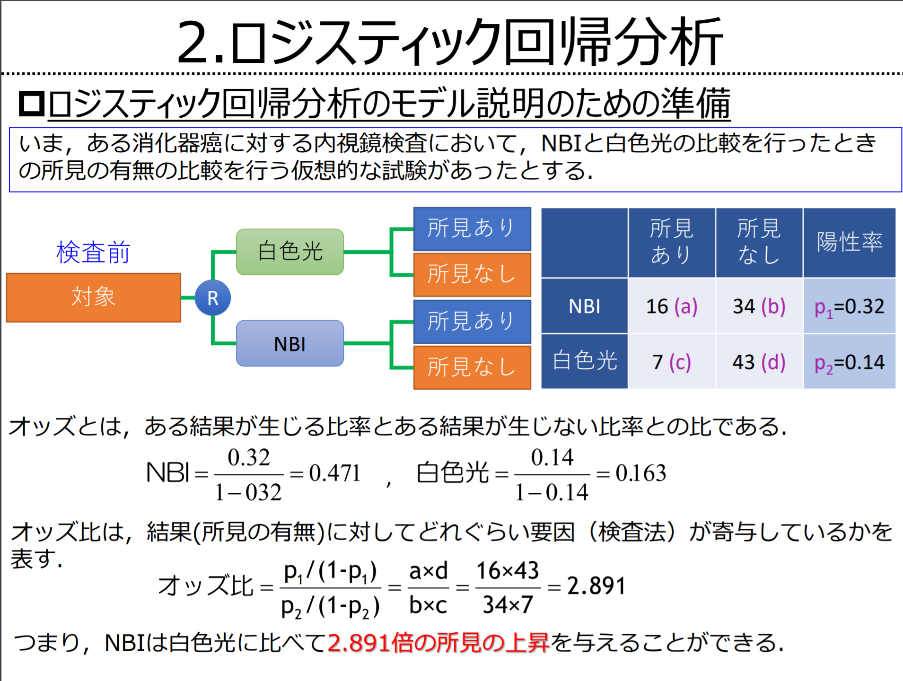 2.ロジスティック回帰分析
ロジスティック回帰分析のモデル説明のための準備
いま，ある消化器癌に対する内視鏡検査において，NBIと白色光の比較を行ったとき
の所見の有無の比較を行う仮想的な試験があったとする．
検査前
対象
R
白色光
NBI
所見あり
所見なし
所見あり
所見なし
所見あり 所見なし 陽性率
NBI 16 (a) 34 (b) p₁=0.32
白色光 7 (c) 43 (d) p₂=0.14
オッズとは，ある結果が生じる比率とある結果が生じない比率との比である．
NBI = 0.32 / 1−032 = 0.471 , 白色光 = 0.14 / 1−0.14 = 0.163
オッズ比は，結果(所見の有無)に対してどれぐらい要因（検査法）が寄与しているかを
表す．
オッズ比 = p₁/(1-p₁) / p₂/(1-p₂) = a×d / b×c = 16×43 / 34×7 = 2.891
つまり，NBIは白色光に比べて2.891倍の所見の上昇を与えることができる．